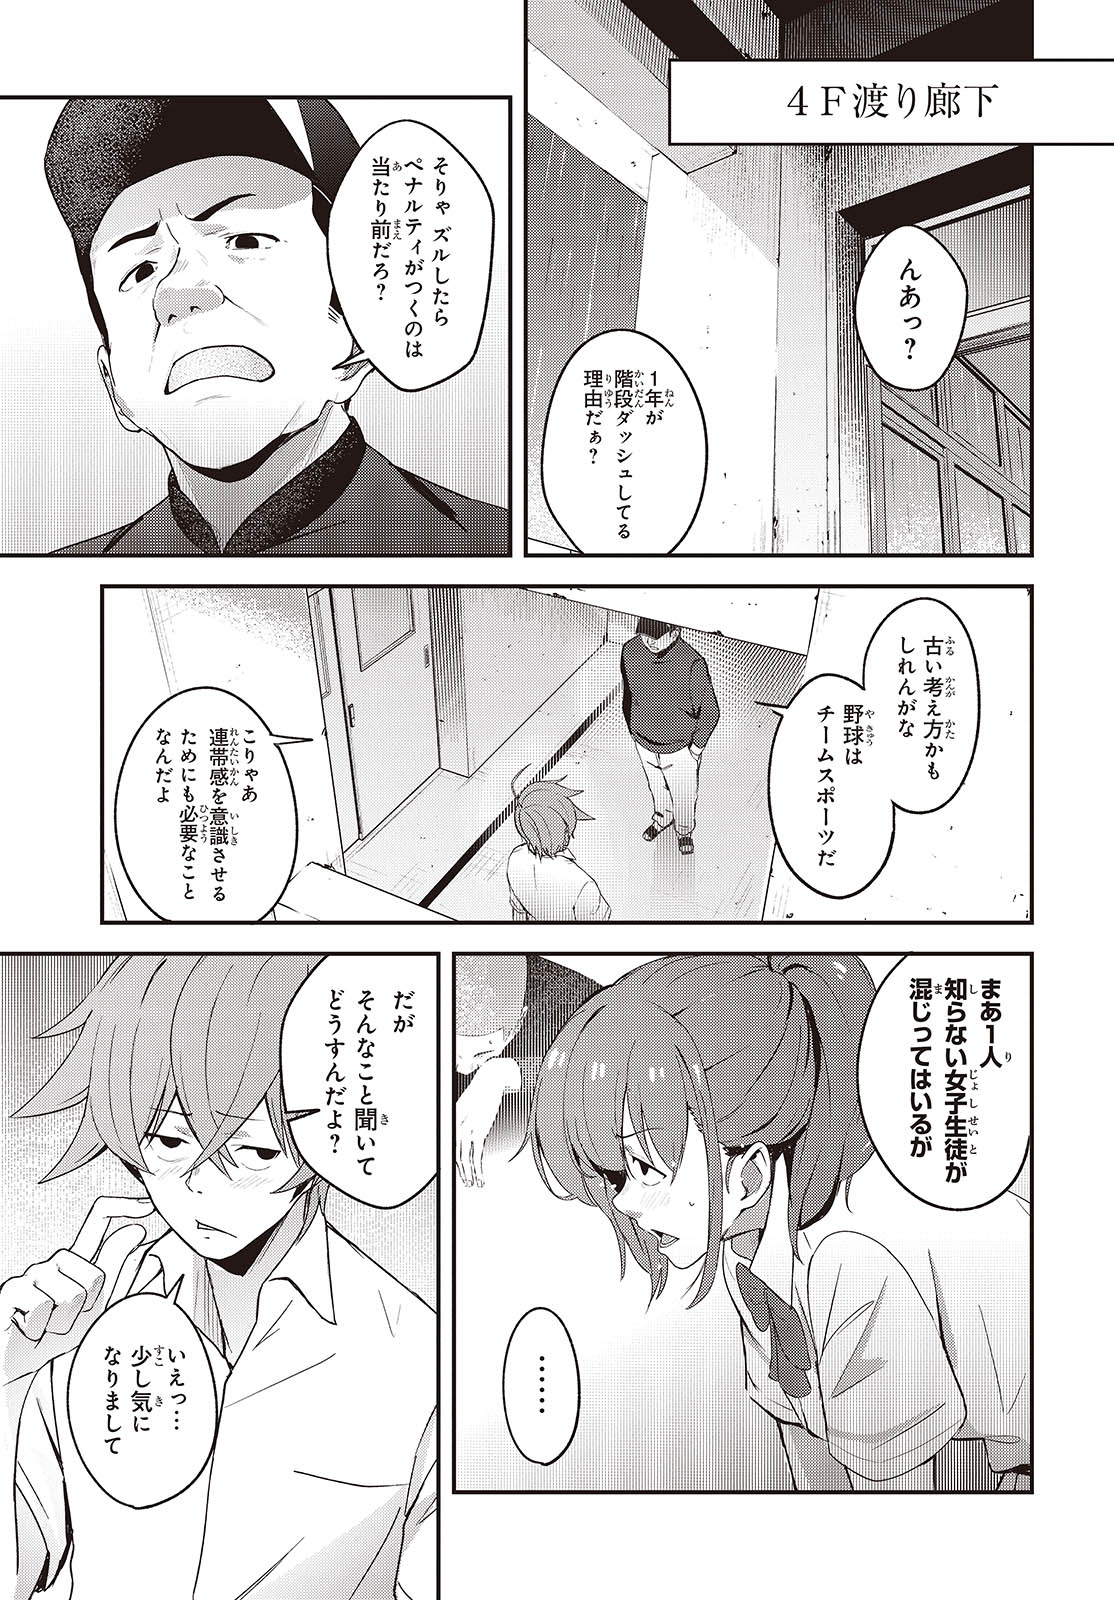 4F渡り廊下
んあっ?
1年が
階段ダッシュしてる
理由だぁ?
そりゃ ズルしたら
ペナルティがつくのは
当たり前だろ?
古い考え方かも
しれんがな
野球は
チームスポーツだ
こりゃあ
連帯感を意識させる
ためにも必要なこと
なんだよ
まあ1人
知らない女子生徒が
混じってはいるが
……
だが
そんなこと聞いて
どうすんだよ?
いえっ…
少し気に
なりまして